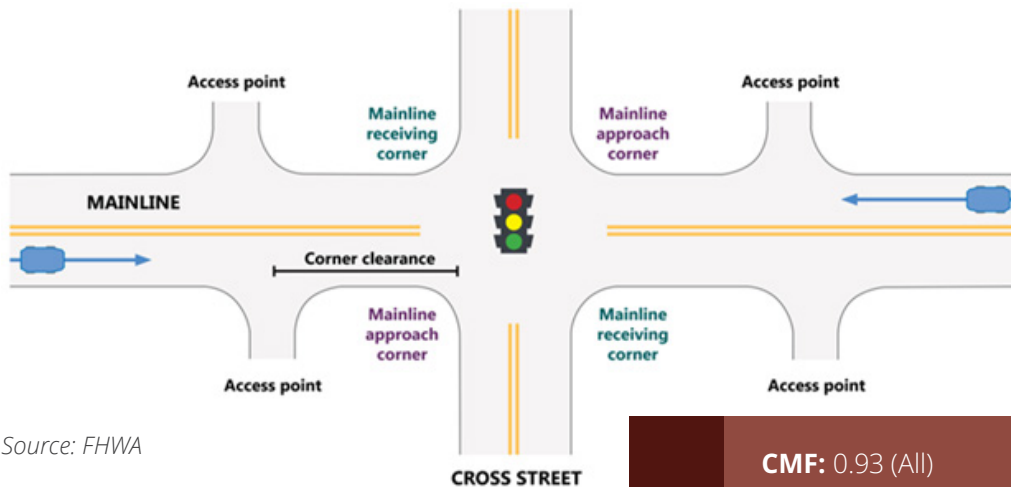 Access point
Access point
Mainline
receiving
corner
Mainline
approach
corner
MAINLINE
Corner clearance
Mainline
approach
corner
Mainline
receiving
corner
Access point
Access point
Source: FHWA
CROSS STREET
CMF: 0.93 (All)